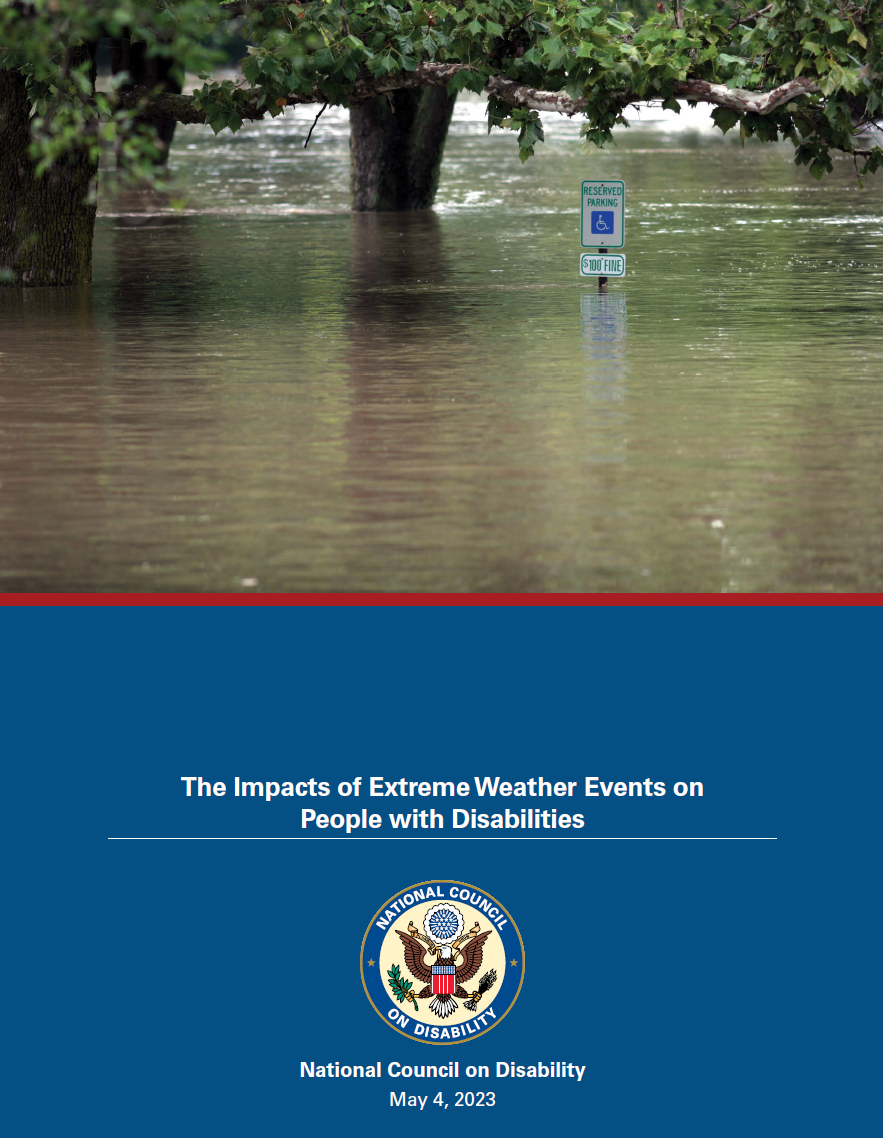 RESERVED
PARKING
$100 FINE
The Impacts of Extreme Weather Events on
People with Disabilities
NATIONAL COUNCIL
ON DISABILITY
National Council on Disability
May 4, 2023